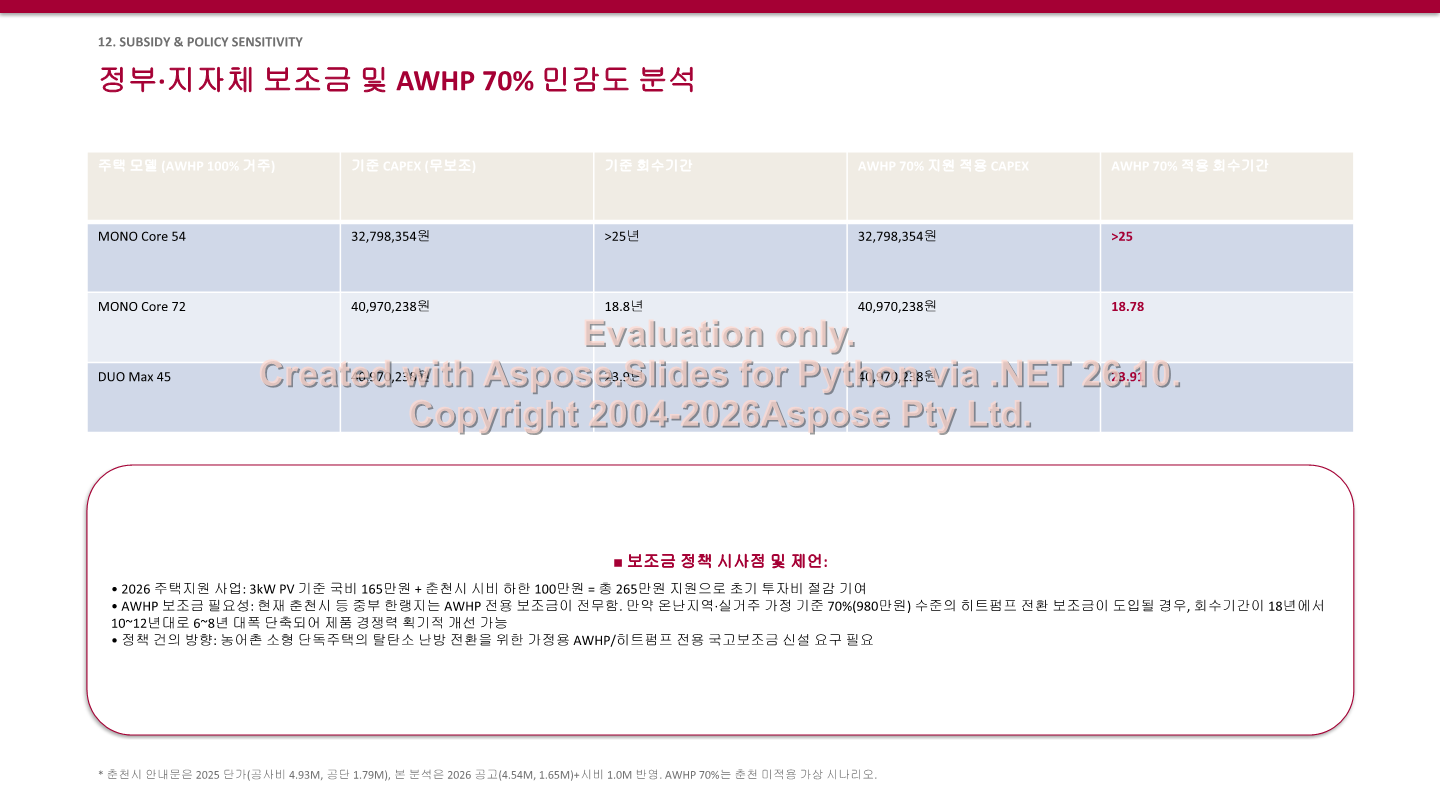 12. SUBSIDY & POLICY SENSITIVITY
정부·지자체 보조금 및 AWHP 70% 민감도 분석
주택 모델 (AWHP 100% 거주) 기준 CAPEX (무보조) 기준 회수기간 AWHP 70% 지원 적용 CAPEX AWHP 70% 적용 회수기간
MONO Core 54 32,798,354원 >25년 32,798,354원 >25
MONO Core 72 40,970,238원 18.8년 40,970,238원 18.78
Evaluation only.
DUO Max 45 40,970,238원 23.9년 40,970,238원
Created with Aspose.Slides for Python via .NET 26.10.
Copyright 2004-2026Aspose Pty Ltd.
■ 보조금 정책 시사점 및 제언:
• 2026 주택지원 사업: 3kW PV 기준 국비 165만원 + 춘천시 시비 하한 100만원 = 총 265만원 지원으로 초기 투자비 절감 기여
• AWHP 보조금 필요성: 현재 춘천시 등 중부 한랭지는 AWHP 전용 보조금이 전무함. 만약 온난지역·실거주 가정 기준 70%(980만원) 수준의 히트펌프 전환 보조금이 도입될 경우, 회수기간이 18년에서
10~12년대로 6~8년 대폭 단축되어 제품 경쟁력 획기적 개선 가능
• 정책 건의 방향: 농어촌 소형 단독주택의 탈탄소 난방 전환을 위한 가정용 AWHP/히트펌프 전용 국고보조금 신설 요구 필요
* 춘천시 안내문은 2025 단가(공사비 4.93M, 공단 1.79M), 본 분석은 2026 공고(4.54M, 1.65M)+시비 1.0M 반영. AWHP 70%는 춘천 미적용 가상 시나리오.